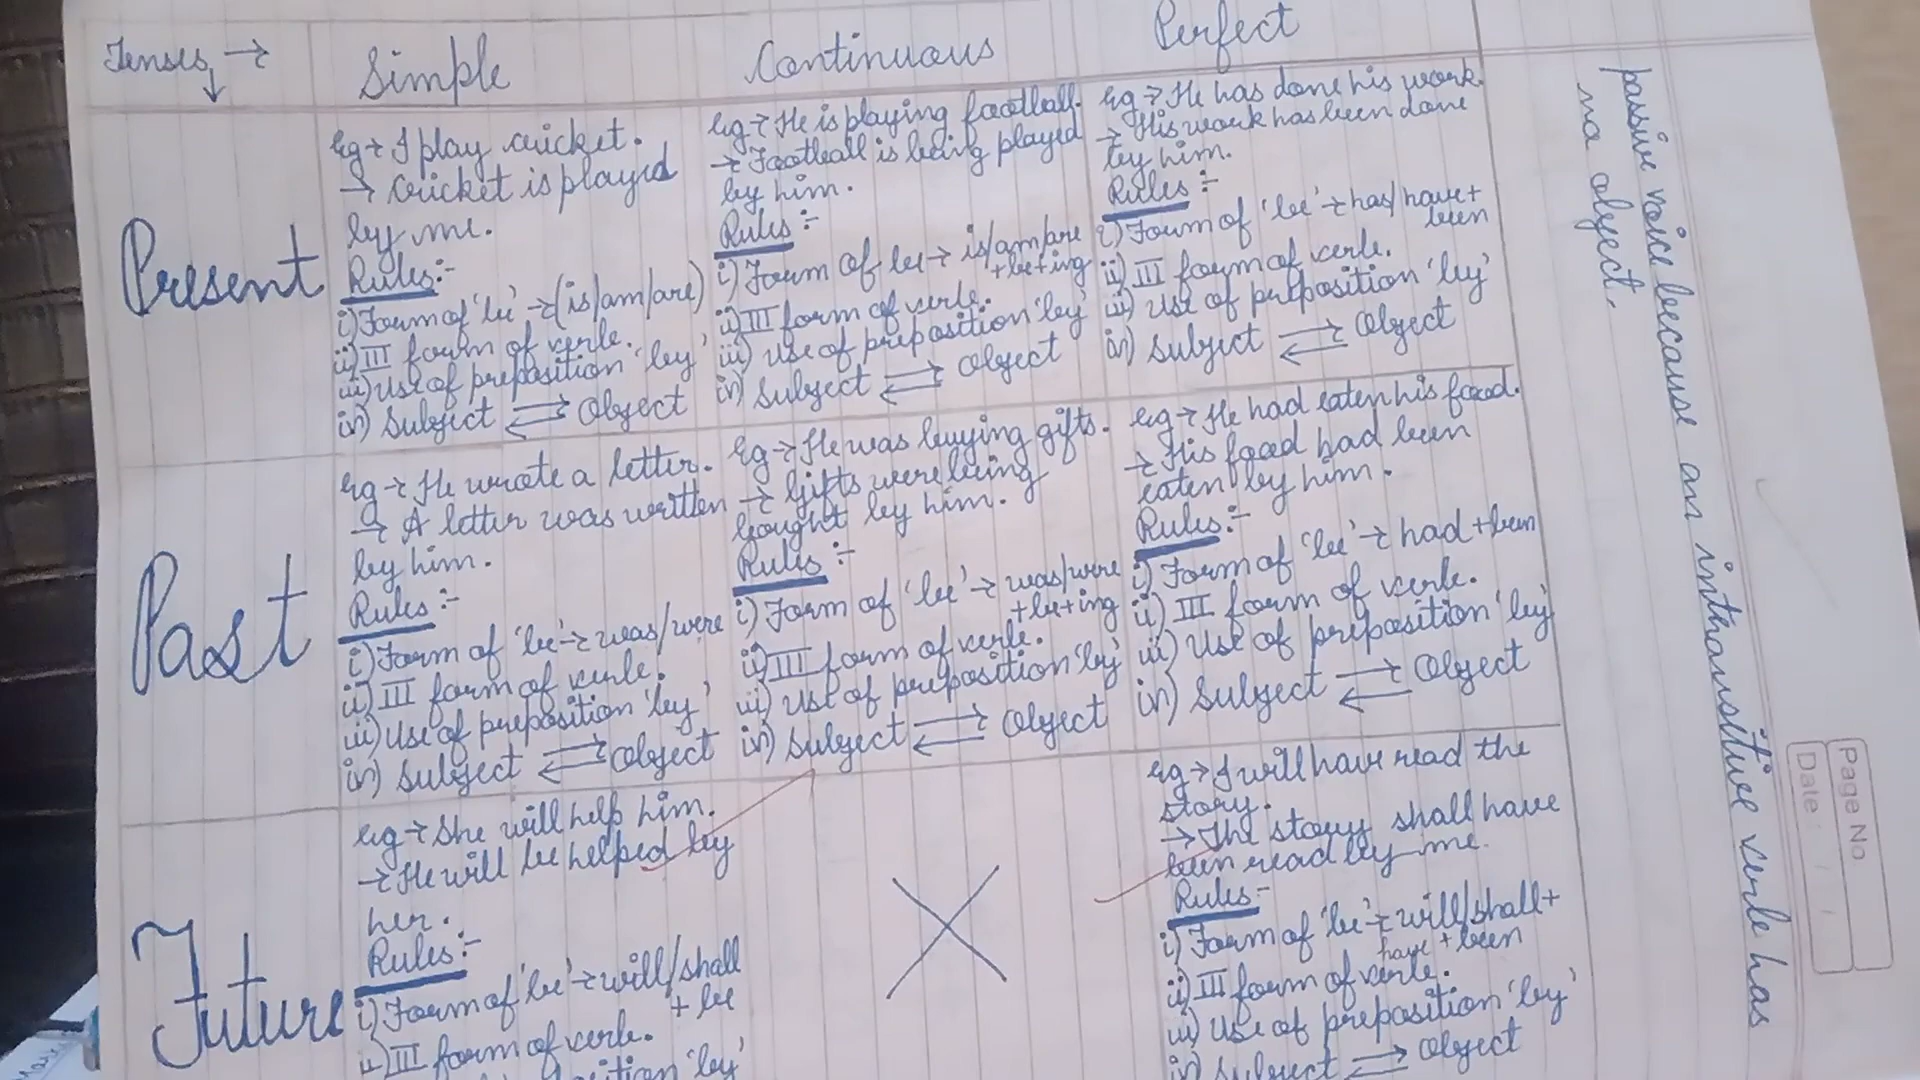 Tenses → Simple Continuous Perfect
↓
Present
Eg → I play cricket.
→ Cricket is played
by me.
Rules:-
i) Form of 'be' → (is/am/are)
ii) III form of verb.
iii) Use of preposition 'by'
iv) Subject ⇄ Object
Eg → He is playing football.
→ Football is being played
by him.
Rules :-
i) Form of be → is/am/are
+be+ing
ii) III form of verb.
iii) Use of preposition 'by'
iv) Subject ⇄ Object
Eg → He has done his work.
→ His work has been done
by him.
Rules :-
i) Form of 'be' → has/have+
been
ii) III form of verb.
iii) Use of preposition 'by'
iv) Subject ⇄ Object
Past
Eg → He wrote a letter.
→ A letter was written
by him.
Rules :-
i) Form of 'be' → was/were
ii) III form of verb.
iii) Use of preposition 'by'
iv) Subject ⇄ Object
Eg → He was buying gifts.
→ Gifts were being
bought by him.
Rules :-
i) Form of 'be' → was/were
+be+ing
ii) III form of verb.
iii) Use of preposition 'by'
iv) Subject ⇄ Object
Eg → He had eaten his food.
→ His food had been
eaten by him.
Rules:-
i) Form of 'be' → had + been
ii) III form of verb.
iii) Use of preposition 'by'
iv) Subject ⇄ Object
Future
Eg → She will help him.
→ He will be helped by
her.
Rules:-
i) Form of 'be' → will/shall
+ be
ii) III form of verb.
position 'by'
Eg → I will have read the
story.
→ The story shall have
been read by me.
Rules:-
i) Form of 'be' → will/shall+
have + been
ii) III form of verb.
iii) Use of preposition 'by'
iv) Subject ⇄ Object
passive voice because an inthransitive verb has
no object.
Page No
Date / /